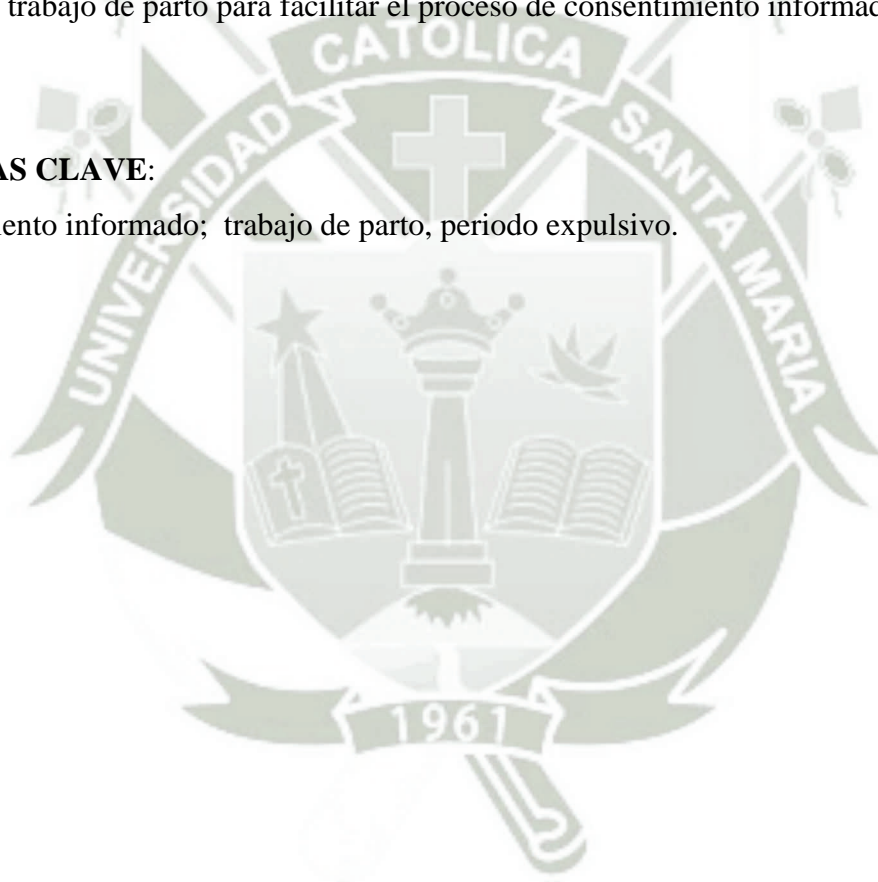 trabajo de parto para facilitar el proceso de consentimiento informad
AS CLAVE:
ento informado; trabajo de parto, periodo expulsivo.
UNIVERSIDAD CATOLICA SANTA MARIA
1961